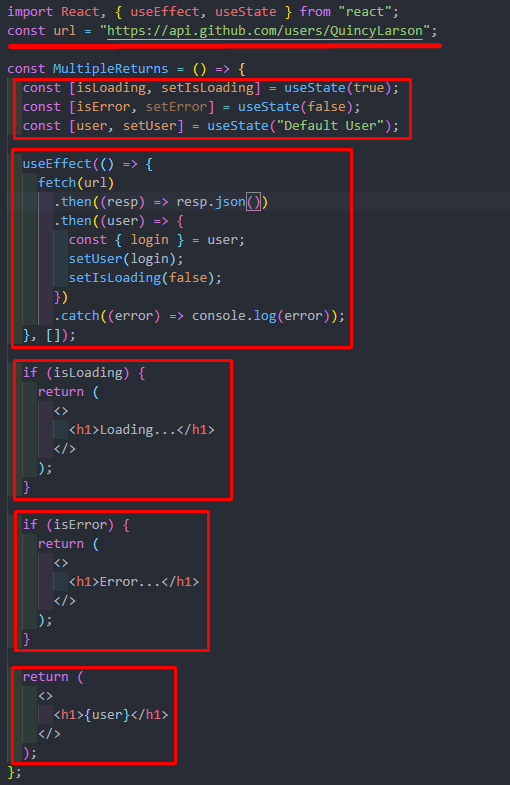 import React, { useEffect, useState } from "react";
const url = "https://api.github.com/users/QuincyLarson";
const MultipleReturns = () => {
  const [isLoading, setIsLoading] = useState(true);
  const [isError, setError] = useState(false);
  const [user, setUser] = useState("Default User");
  useEffect(() => {
    fetch(url)
      .then((resp) => resp.json())
      .then((user) => {
        const { login } = user;
        setUser(login);
        setIsLoading(false);
      })
      .catch((error) => console.log(error));
  }, []);
  if (isLoading) {
    return (
      <>
        <h1>Loading...</h1>
      </>
    );
  }
  if (isError) {
    return (
      <>
        <h1>Error...</h1>
      </>
    );
  }
  return (
    <>
      <h1>{user}</h1>
    </>
  );
};